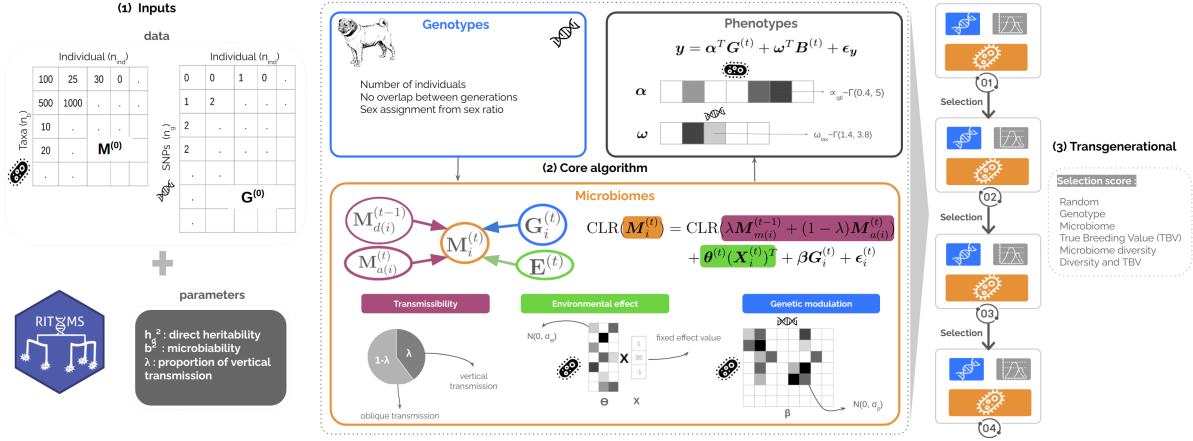 (1) Inputs
data
Individual (n_ind)
Individual (n_ind)
Taxa (n_b)
100 25 30 0 .
500 1000 . . .
10 .
20 .
. .
M^(0)
SNPs (n_g)
0 0 1 0 .
1 2 . . .
2 .
2 .
.
.
.
G^(0)
parameters
RITHMS
h_g^2 : direct heritability
b^2 : microbiability
λ : proportion of vertical
transmission
Genotypes
Number of individuals
No overlap between generations
Sex assignment from sex ratio
Phenotypes
y = α^T G^(t) + ω^T B^(t) + ϵ_y
α
∝_qtl~Γ(0.4, 5)
ω
ω_tax~Γ(1.4, 3.8)
(2) Core algorithm
Microbiomes
M_d(i)^(t-1)
M_a(i)^(t)
M_i^(t)
G_i^(t)
E^(t)
CLR(M_i^(t)) = CLR(λM_m(i)^(t-1) + (1 − λ)M_a(i)^(t))
+ θ^(t)(X_i^(t))^T + βG_i^(t) + ϵ_i^(t)
Transmissibility
1-λ
λ
vertical
transmission
oblique transmission
Environmental effect
N(0, σ_θ)
X
1
35
-1
fixed effect value
Θ
X
Genetic modulation
β
N(0, σ_β)
01
Selection
02
Selection
03
Selection
04
(3) Transgenerational
Selection score :
Random
Genotype
Microbiome
True Breeding Value (TBV)
Microbiome diversity
Diversity and TBV